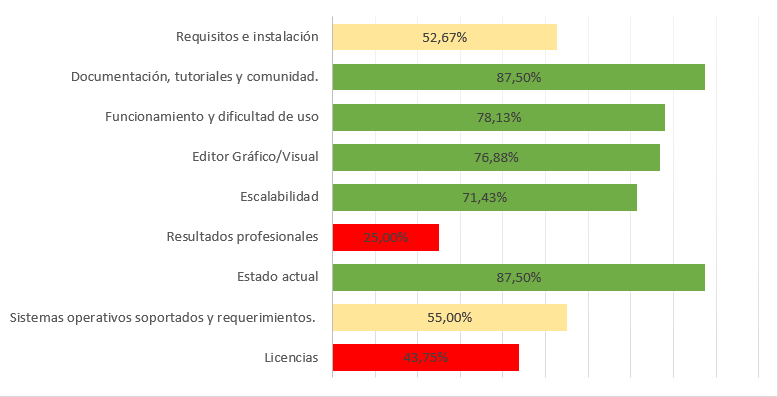 Requisitos e instalación 52,67%
Documentación, tutoriales y comunidad. 87,50%
Funcionamiento y dificultad de uso 78,13%
Editor Gráfico/Visual 76,88%
Escalabilidad 71,43%
Resultados profesionales 25,00%
Estado actual 87,50%
Sistemas operativos soportados y requerimientos. 55,00%
Licencias 43,75%